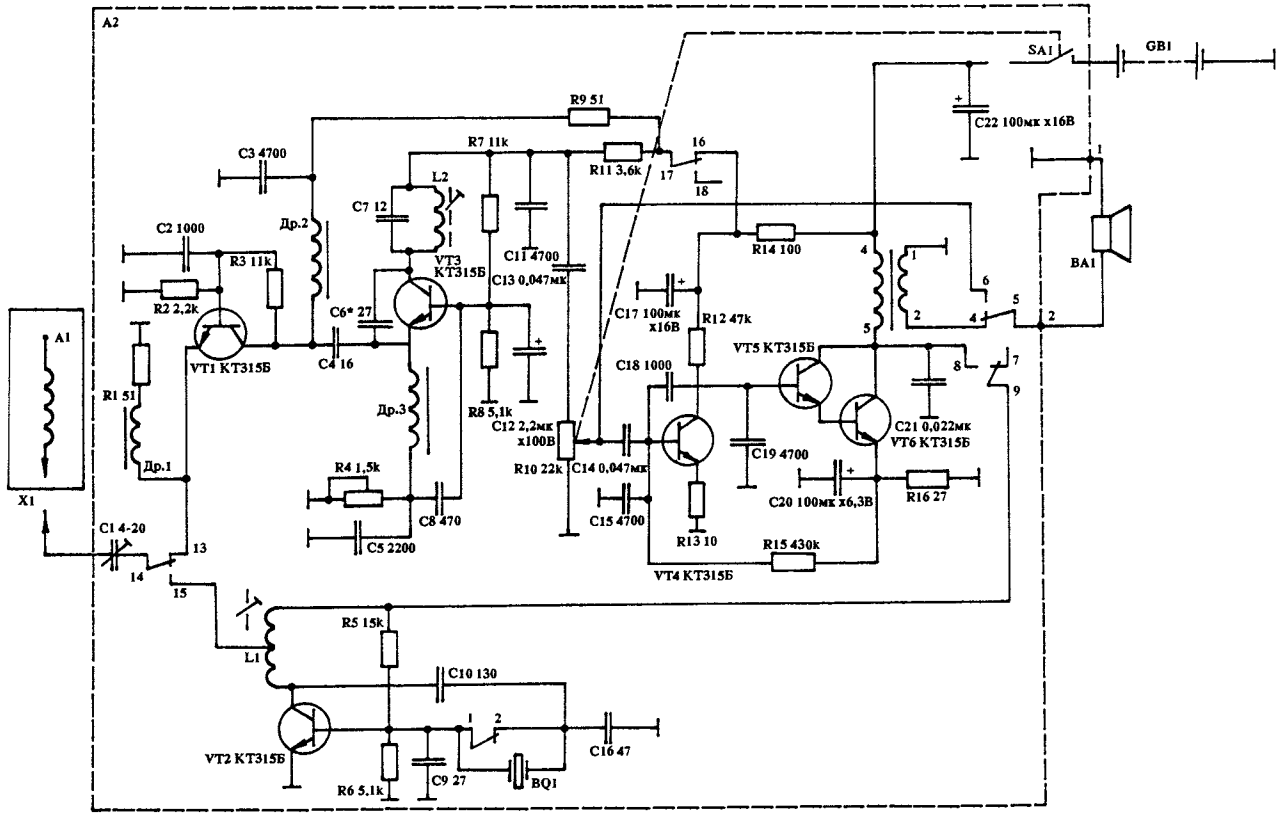 A2
SA1
GB1
C22 100мк x16В
R9 51
R7 11k
16
R11 3,6k
17
18
1
C3 4700
L2
C7 12
Др.2
C2 1000
R3 11k
VT3
КТ315Б
C11 4700
C13 0,047мк
R14 100
4
1
BA1
R2 2,2k
C6* 27
C17 100мк
x16В
R12 47k
6
5
4
2
2
5
A1
VT1 КТ315Б
C4 16
VT5 КТ315Б
7
8
9
R1 51
C18 1000
Др.3
R8 5,1k
C12 2,2мк
x100В
C21 0,022мк
VT6 КТ315Б
Др.1
R10 22k
C14 0,047мк
C19 4700
R4 1,5k
C20 100мк x6,3В
R16 27
X1
C8 470
C15 4700
C1 4-20
C5 2200
R13 10
R15 430k
13
14
VT4 КТ315Б
15
R5 15k
L1
C10 130
1
2
C16 47
VT2 КТ315Б
C9 27
BQ1
R6 5,1k